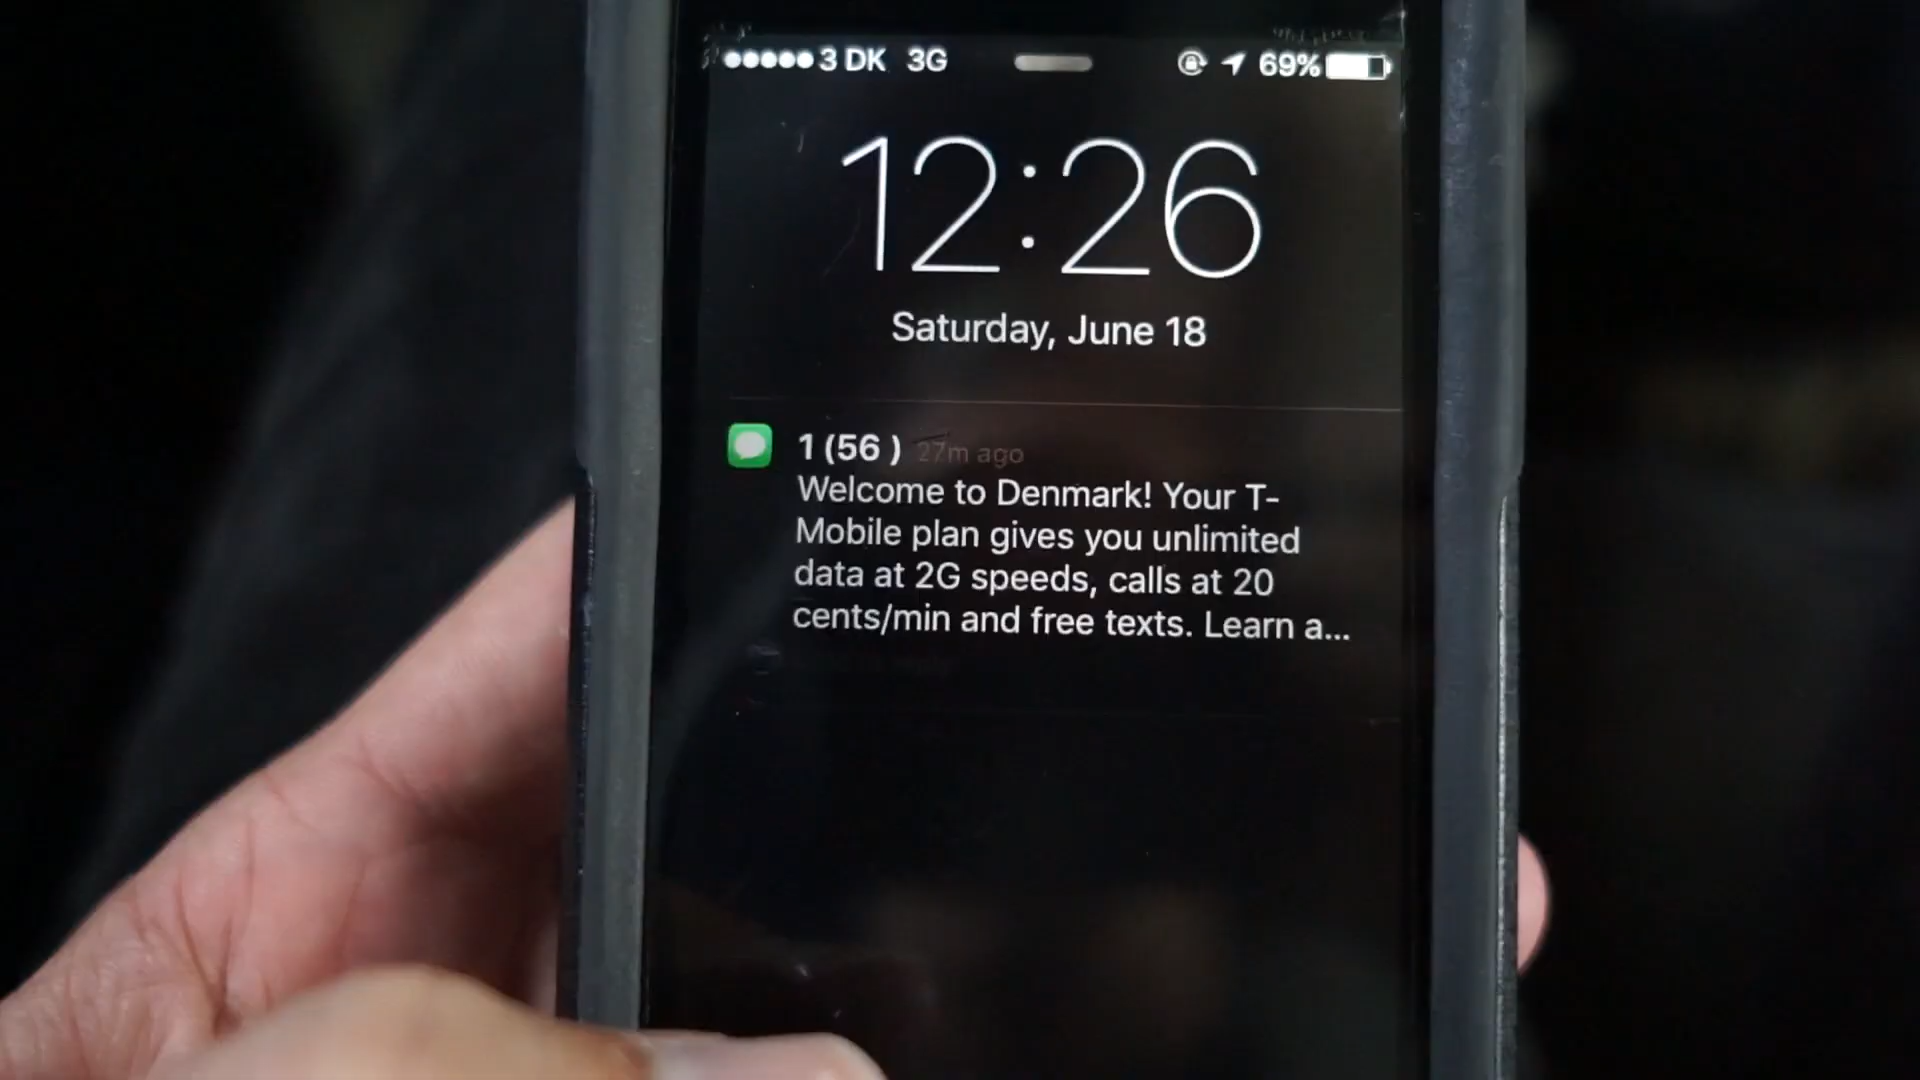 3 DK 3G 69%
12:26
Saturday, June 18
1 (56 ) 27m ago
Welcome to Denmark! Your T-
Mobile plan gives you unlimited
data at 2G speeds, calls at 20
cents/min and free texts. Learn a...